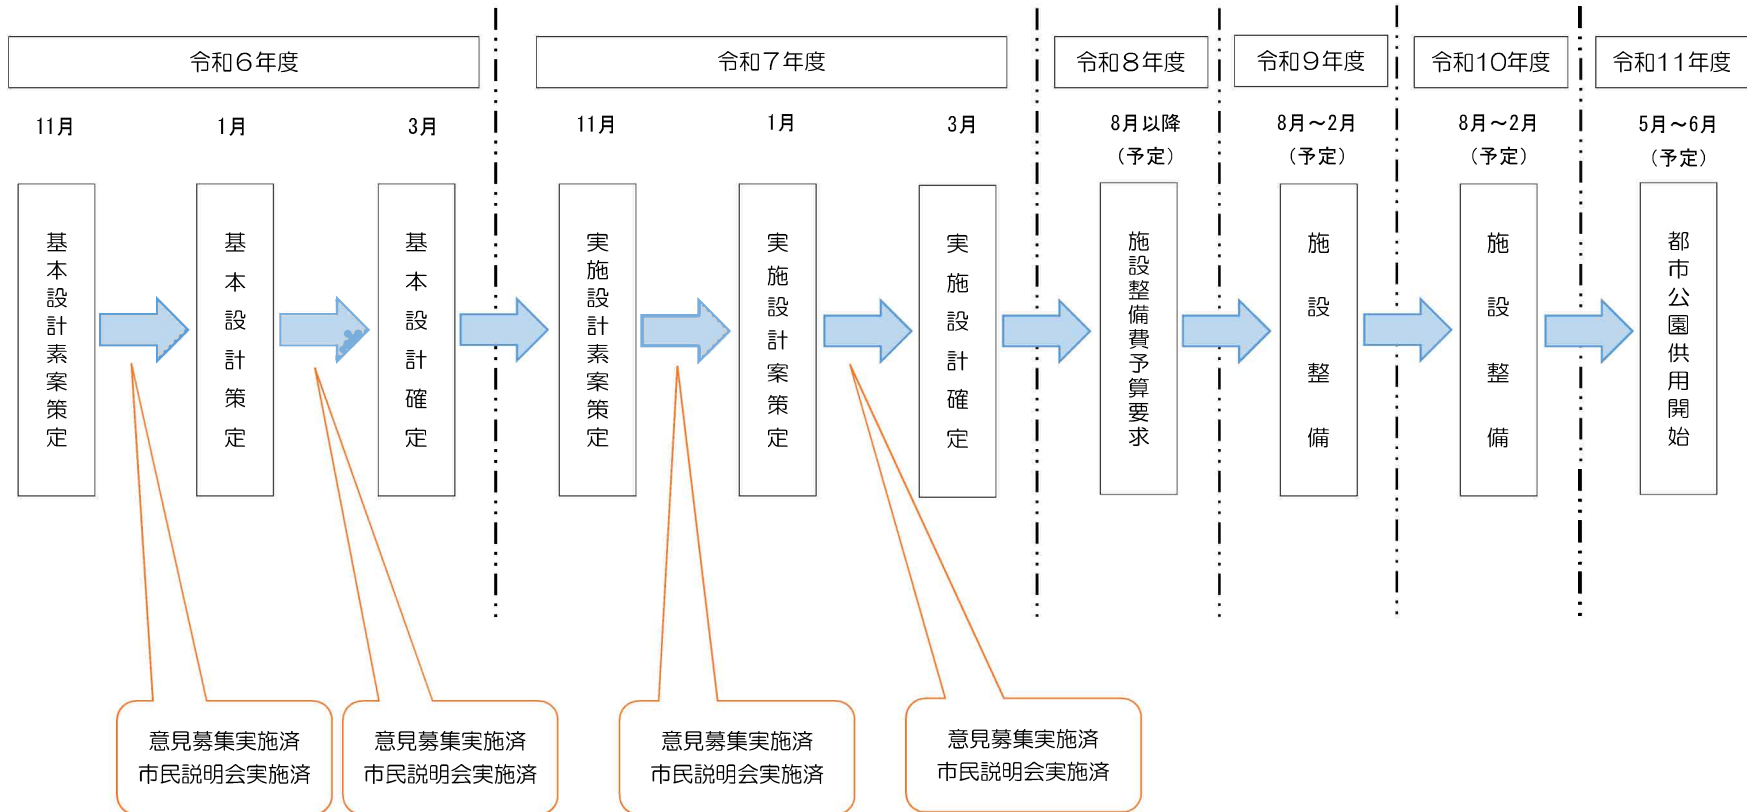 令和6年度
令和7年度
令和8年度
令和9年度
令和10年度
令和11年度
11月
1月
3月
11月
1月
3月
8月以降
(予定)
8月～2月
(予定)
8月～2月
(予定)
5月～6月
(予定)
基本設計素案策定
基本設計策定
基本設計確定
実施設計素案策定
実施設計案策定
実施設計確定
施設整備費予算要求
施設整備
施設整備
都市公園供用開始
意見募集実施済
市民説明会実施済
意見募集実施済
市民説明会実施済
意見募集実施済
市民説明会実施済
意見募集実施済
市民説明会実施済